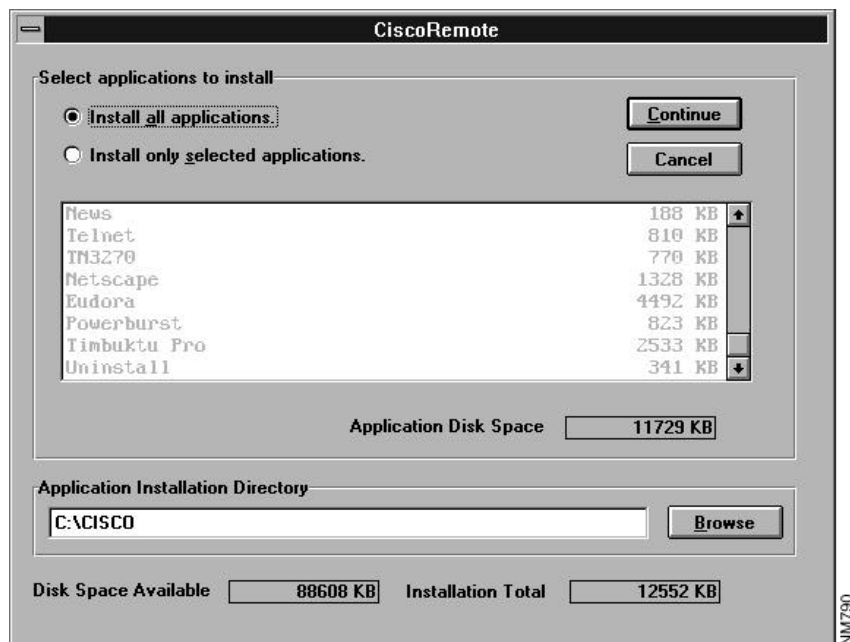 CiscoRemote
Select applications to install
Install all applications.
Continue
Install only selected applications.
Cancel
News 188 KB
Telnet 810 KB
TN3270 770 KB
Netscape 1328 KB
Eudora 4492 KB
Powerburst 823 KB
Timbuktu Pro 2533 KB
Uninstall 341 KB
Application Disk Space 11729 KB
Application Installation Directory
C:\CISCO
Browse
Disk Space Available 88608 KB Installation Total 12552 KB
NM790